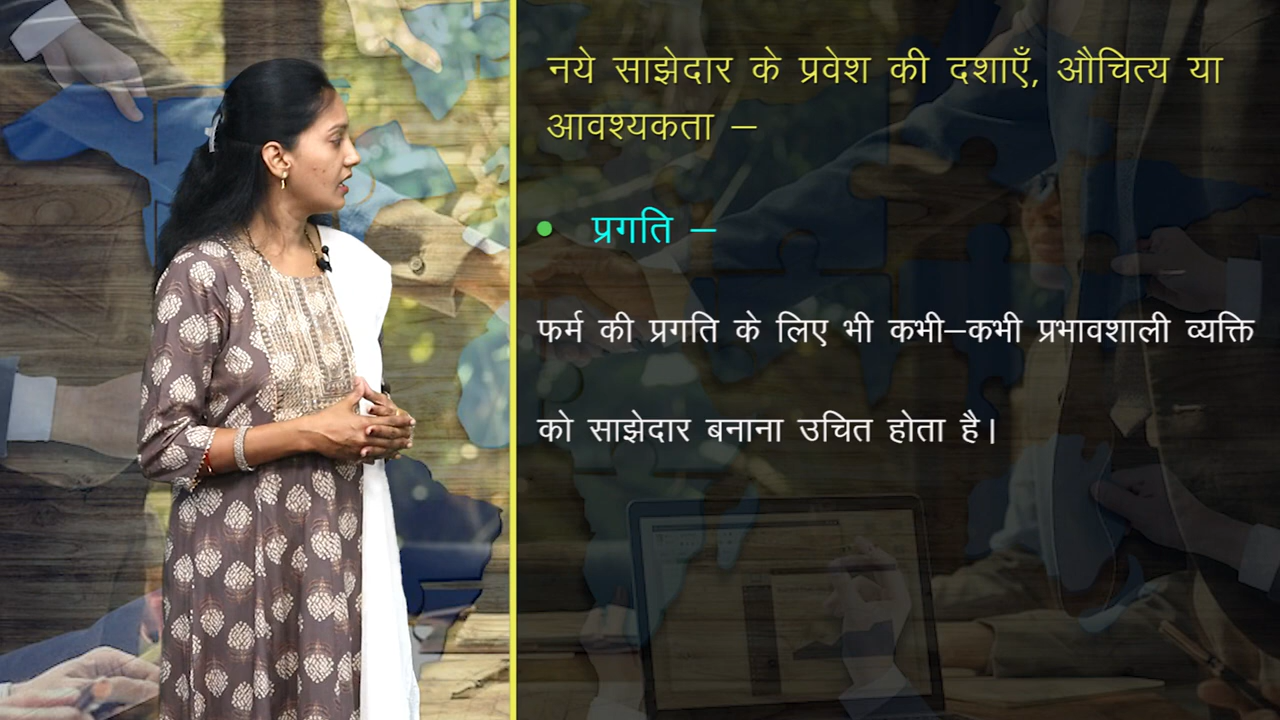 नये साझेदार के प्रवेश की दशाएँ, औचित्य या
आवश्यकता –
• प्रगति –
फर्म की प्रगति के लिए भी कभी–कभी प्रभावशाली व्यक्ति
को साझेदार बनाना उचित होता है।